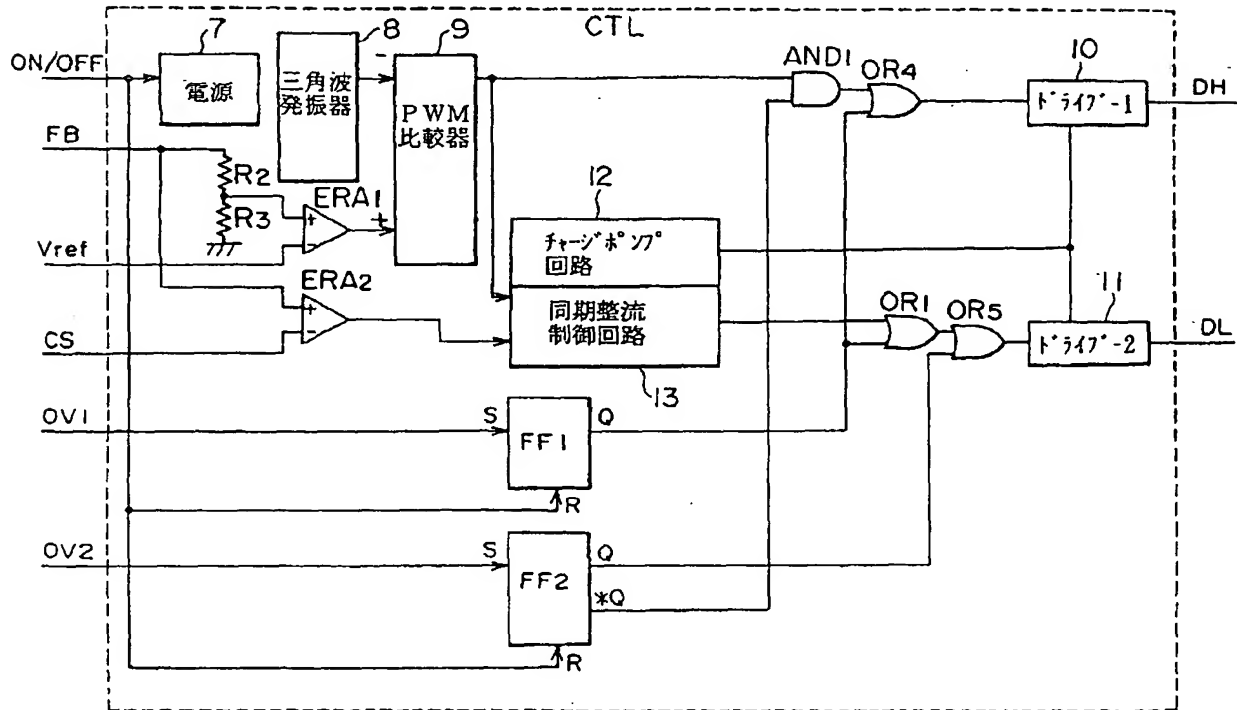 CTL
ON/OFF
7
電源
8
三角波
発振器
-
9
PWM
比較器
+
AND1
OR4
10
ドライブ-1
DH
FB
R2
R3
ERA1
+
-
Vref
ERA2
+
-
CS
12
チャージポンプ
回路
同期整流
制御回路
13
OR1
OR5
11
ドライブ-2
DL
OV1
S
FF1
Q
R
OV2
S
FF2
Q
*Q
R